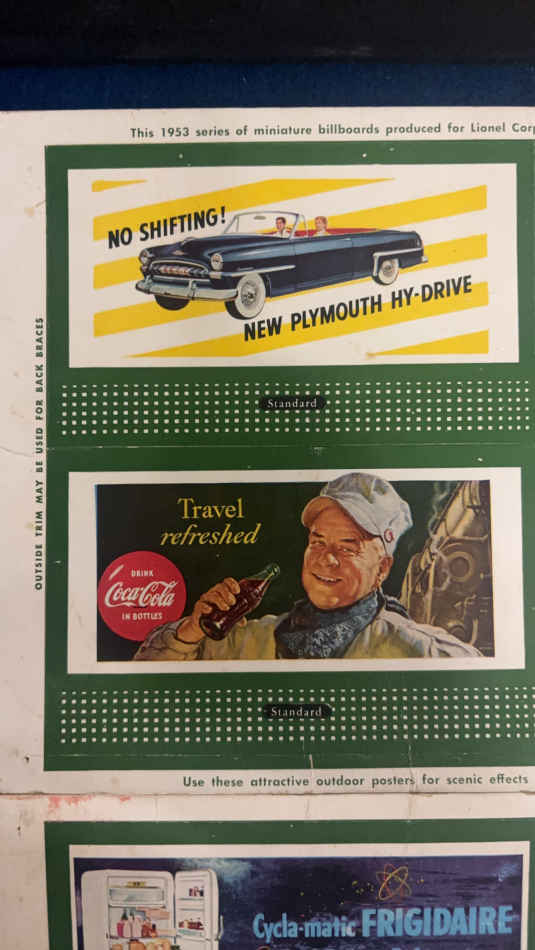 This 1953 series of miniature billboards produced for Lionel Corp
NO SHIFTING!
NEW PLYMOUTH HY-DRIVE
Standard
OUTSIDE TRIM MAY BE USED FOR BACK BRACES
Travel
refreshed
DRINK
Coca-Cola
IN BOTTLES
Standard
Use these attractive outdoor posters for scenic effects
Cycla-matic FRIGIDAIRE